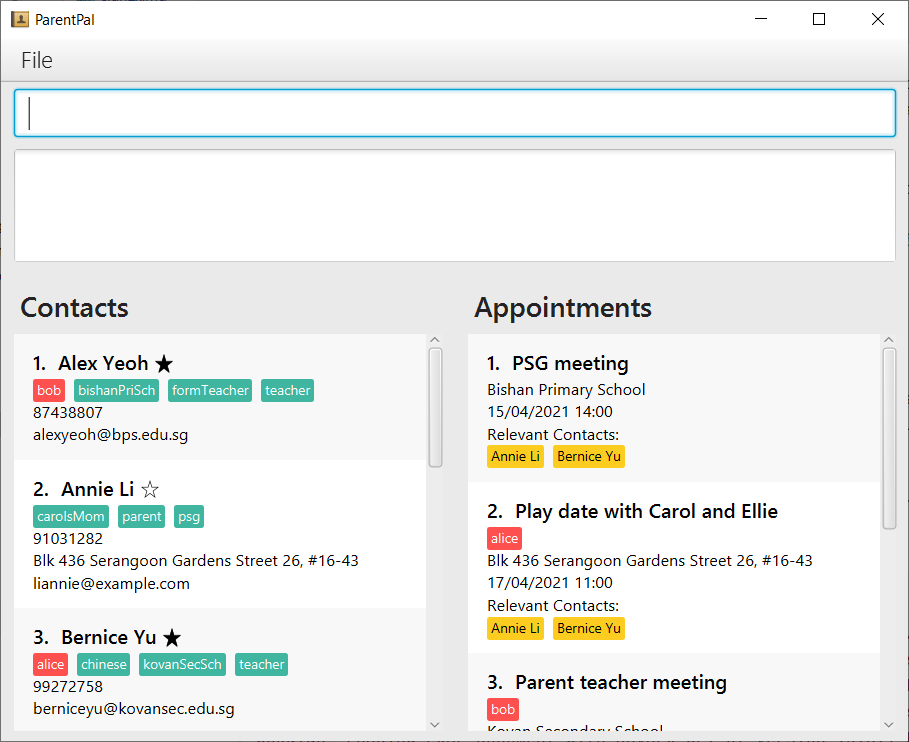 ParentPal
File
Contacts
1. Alex Yeoh ★
bob bishanPriSch formTeacher teacher
87438807
alexyeoh@bps.edu.sg
2. Annie Li ☆
carolsMom parent psg
91031282
Blk 436 Serangoon Gardens Street 26, #16-43
liannie@example.com
3. Bernice Yu ★
alice chinese kovanSecSch teacher
99272758
berniceyu@kovansec.edu.sg
Appointments
1. PSG meeting
Bishan Primary School
15/04/2021 14:00
Relevant Contacts:
Annie Li Bernice Yu
2. Play date with Carol and Ellie
alice
Blk 436 Serangoon Gardens Street 26, #16-43
17/04/2021 11:00
Relevant Contacts:
Annie Li Bernice Yu
3. Parent teacher meeting
bob
Kovan Secondary School